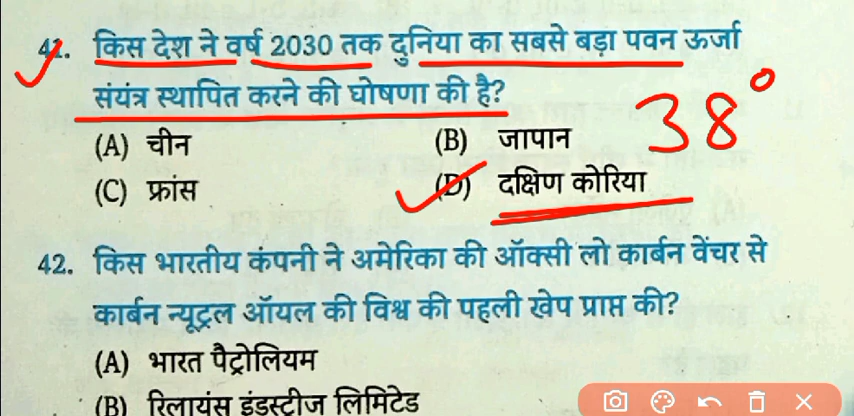 41. किस देश ने वर्ष 2030 तक दुनिया का सबसे बड़ा पवन ऊर्जा
संयंत्र स्थापित करने की घोषणा की है?
38°
(A) चीन (B) जापान
(C) फ्रांस (D) दक्षिण कोरिया
42. किस भारतीय कंपनी ने अमेरिका की ऑक्सी लो कार्बन वेंचर से
कार्बन न्यूट्रल ऑयल की विश्व की पहली खेप प्राप्त की?
(A) भारत पैट्रोलियम
(B) रिलायंस इंडस्ट्रीज लिमिटेड